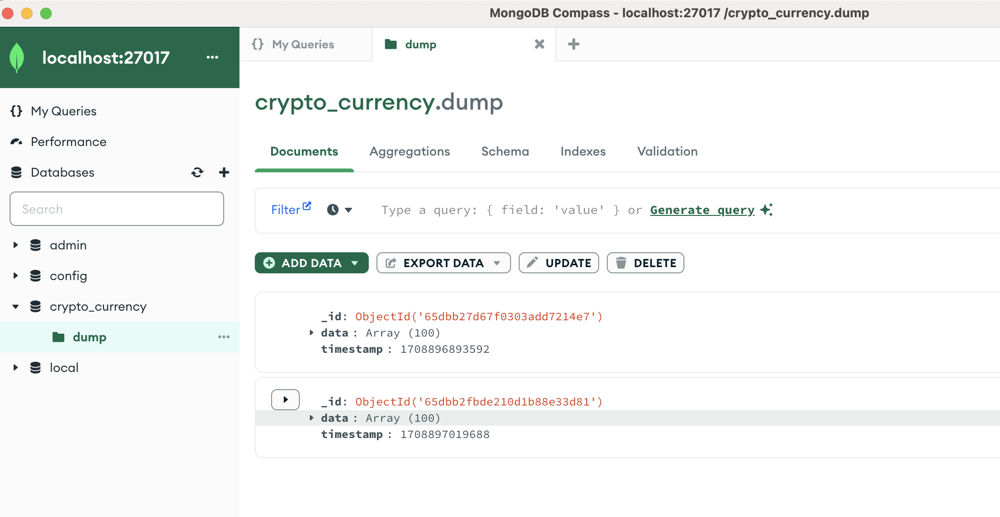 MongoDB Compass - localhost:27017 /crypto_currency.dump
localhost:27017
My Queries
Performance
Databases
Search
admin
config
crypto_currency
dump
local
My Queries
dump
crypto_currency.dump
Documents
Aggregations
Schema
Indexes
Validation
Filter
Type a query: { field: 'value' } or Generate query
ADD DATA
EXPORT DATA
UPDATE
DELETE
_id: ObjectId('65dbb27d67f0303add7214e7')
data : Array (100)
timestamp : 1708896893592
_id: ObjectId('65dbb2fbde210d1b88e33d81')
data : Array (100)
timestamp : 1708897019688